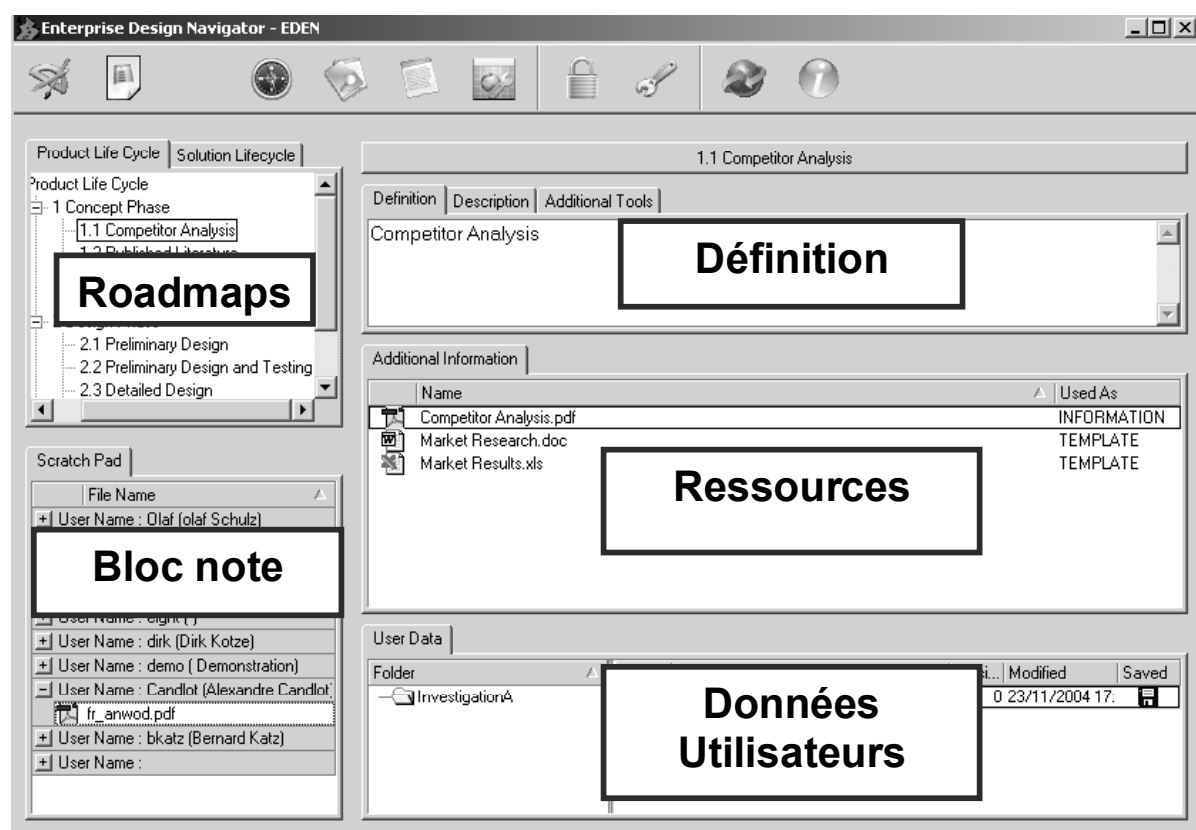 Enterprise Design Navigator - EDEN
Product Life Cycle
Solution Lifecycle
Product Life Cycle
1 Concept Phase
1.1 Competitor Analysis
Roadmaps
2.1 Preliminary Design
2.2 Preliminary Design and Testing
2.3 Detailed Design
Scratch Pad
File Name
User Name : Olaf (olaf Schulz)
Bloc note
User Name : dirk (Dirk Kotze)
User Name : demo ( Demonstration)
User Name : Candlot (Alexandre Candlot
fr_anwod.pdf
User Name : bkatz (Bernard Katz)
User Name :
1.1 Competitor Analysis
Definition
Description
Additional Tools
Competitor Analysis
Définition
Additional Information
Name
Used As
Competitor Analysis.pdf
INFORMATION
Market Research.doc
TEMPLATE
Market Results.xls
TEMPLATE
Ressources
User Data
Folder
Modified
Saved
InvestigationA
0 23/11/2004 17:
Données
Utilisateurs